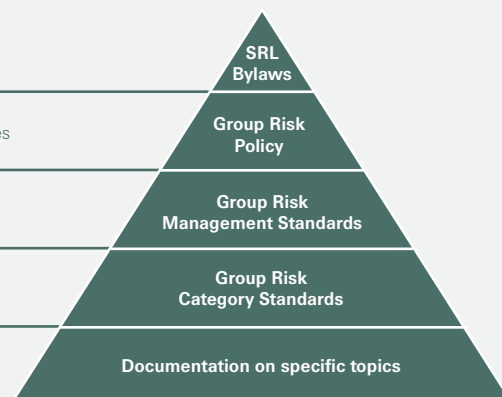 SRL
Bylaws
Group Risk
Policy
Group Risk
Management Standards
Group Risk
Category Standards
Documentation on specific topics